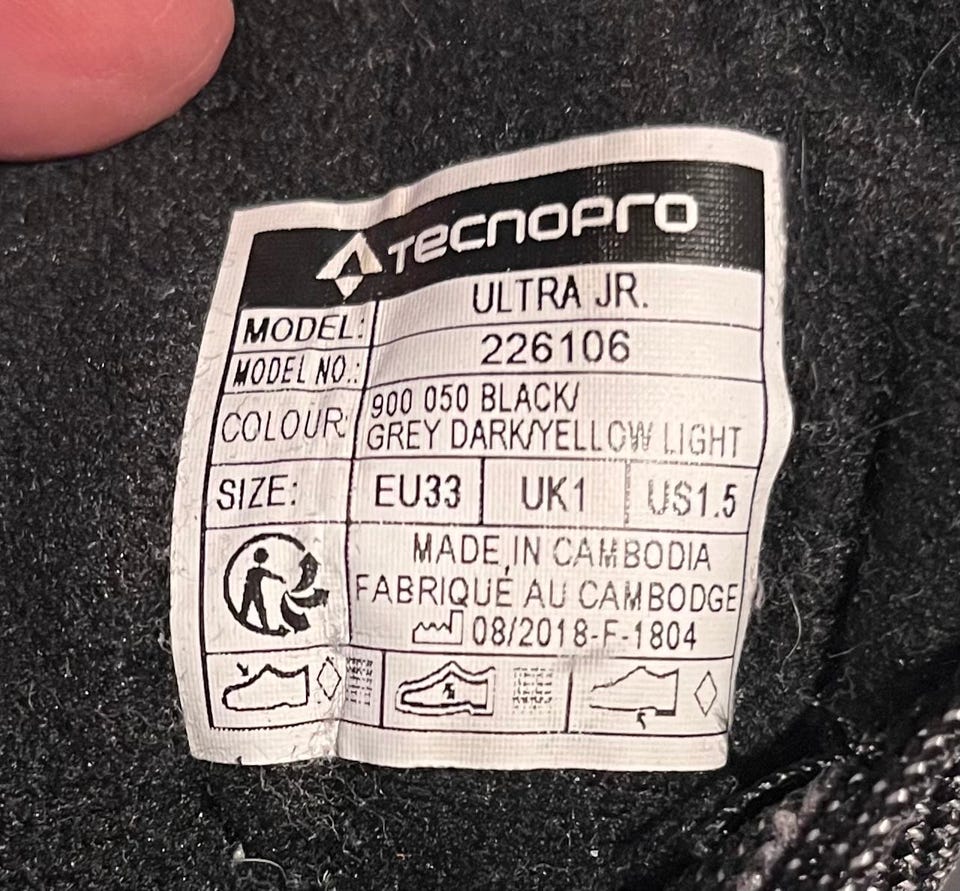 TECNOPRO
MODEL: ULTRA JR.
MODEL NO.: 226106
COLOUR: 900 050 BLACK/
GREY DARK/YELLOW LIGHT
SIZE: EU33 UK1 US1.5
MADE IN CAMBODIA
FABRIQUÉ AU CAMBODGE
08/2018-F-1804